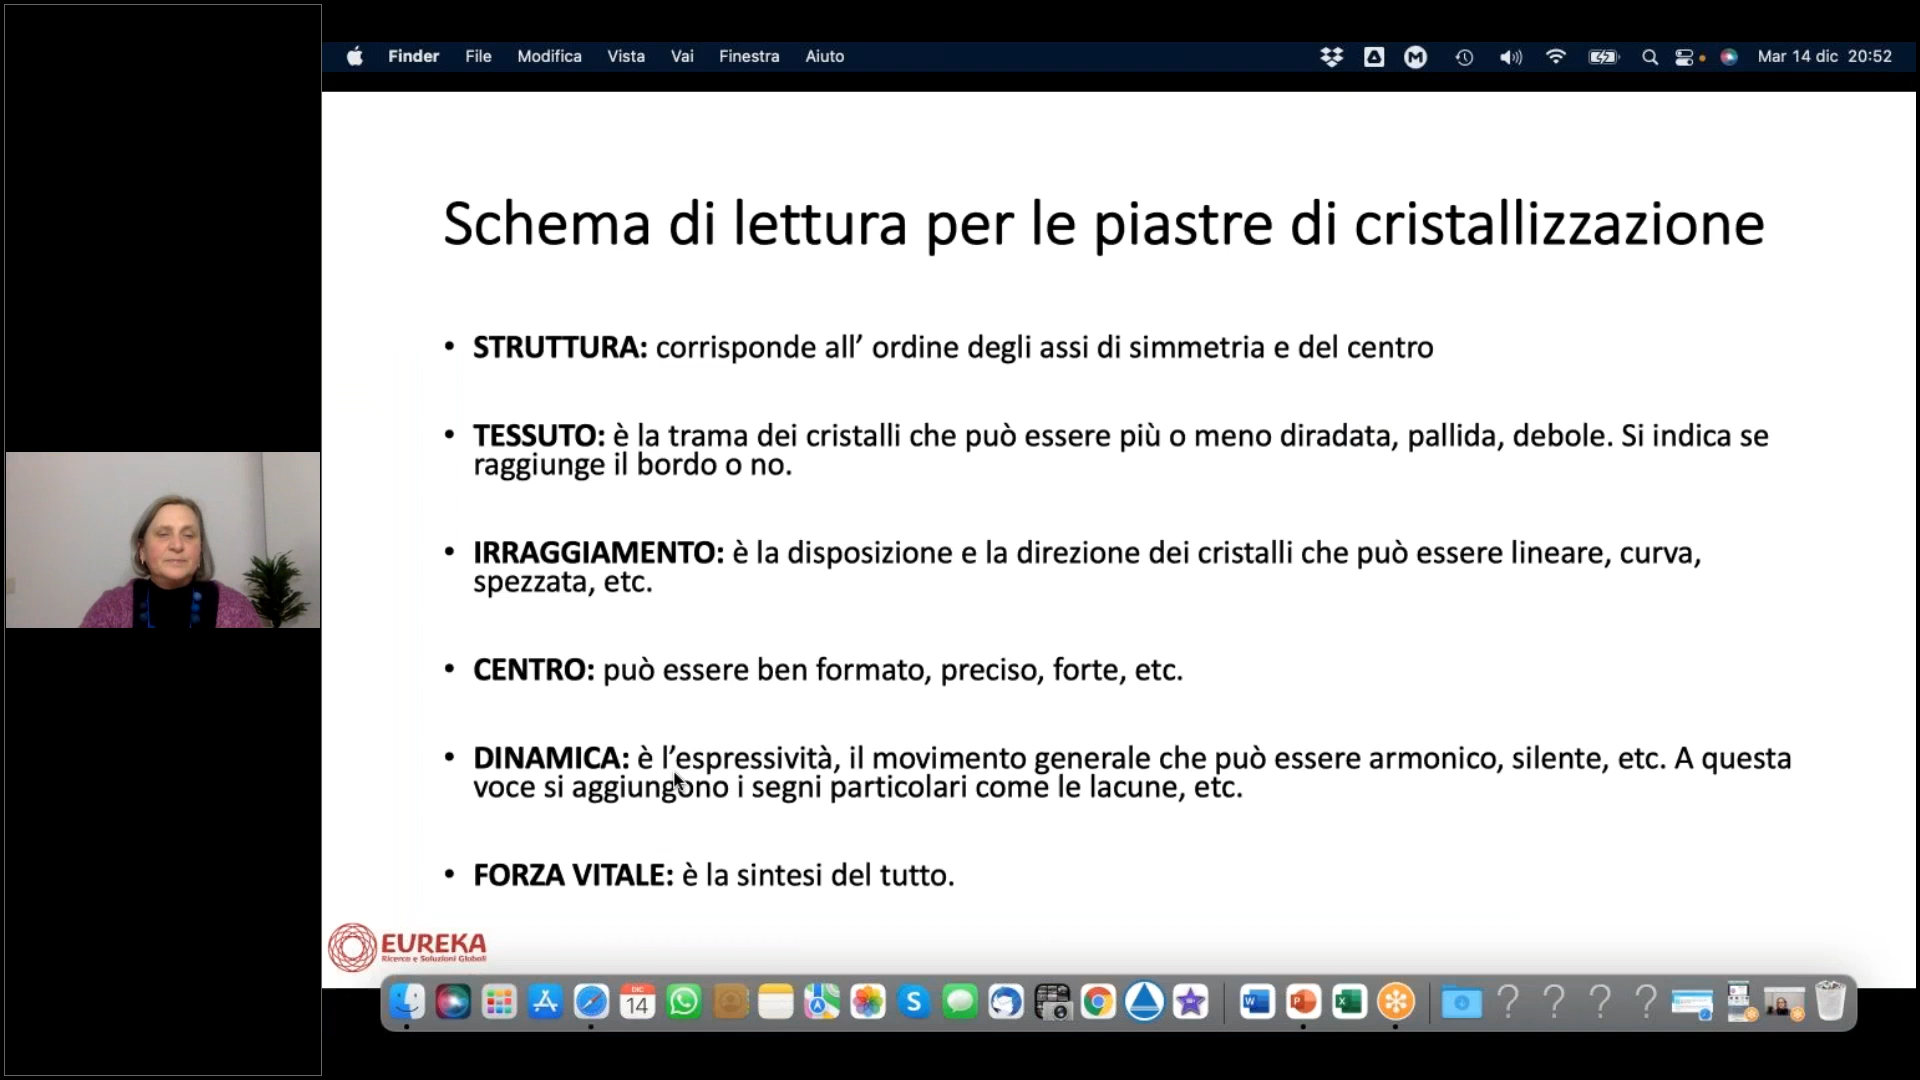 Finder File Modifica Vista Vai Finestra Aiuto Mar 14 dic 20:52
Schema di lettura per le piastre di cristallizzazione
• STRUTTURA: corrisponde all’ ordine degli assi di simmetria e del centro
• TESSUTO: è la trama dei cristalli che può essere più o meno diradata, pallida, debole. Si indica se
raggiunge il bordo o no.
• IRRAGGIAMENTO: è la disposizione e la direzione dei cristalli che può essere lineare, curva,
spezzata, etc.
• CENTRO: può essere ben formato, preciso, forte, etc.
• DINAMICA: è l’espressività, il movimento generale che può essere armonico, silente, etc. A questa
voce si aggiungono i segni particolari come le lacune, etc.
• FORZA VITALE: è la sintesi del tutto.
EUREKA
Ricerca e Soluzioni Globali
DIC
14